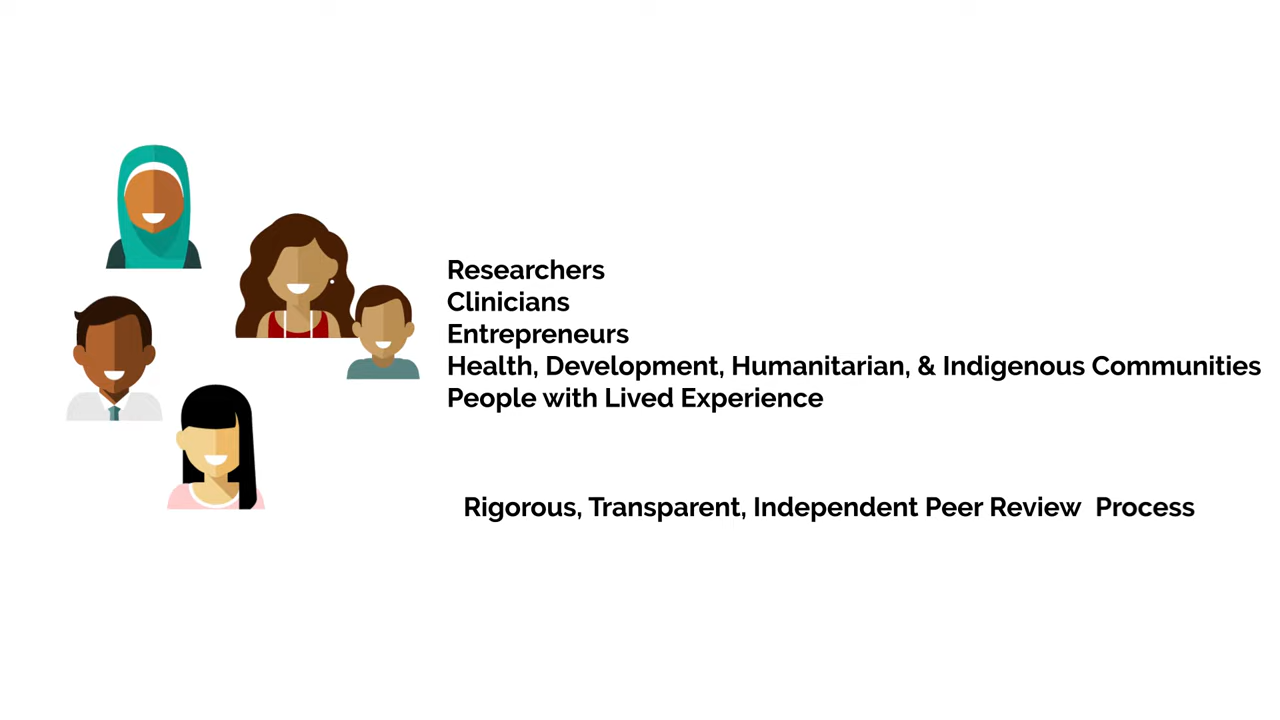 Researchers
Clinicians
Entrepreneurs
Health, Development, Humanitarian, & Indigenous Communities
People with Lived Experience
Rigorous, Transparent, Independent Peer Review  Process